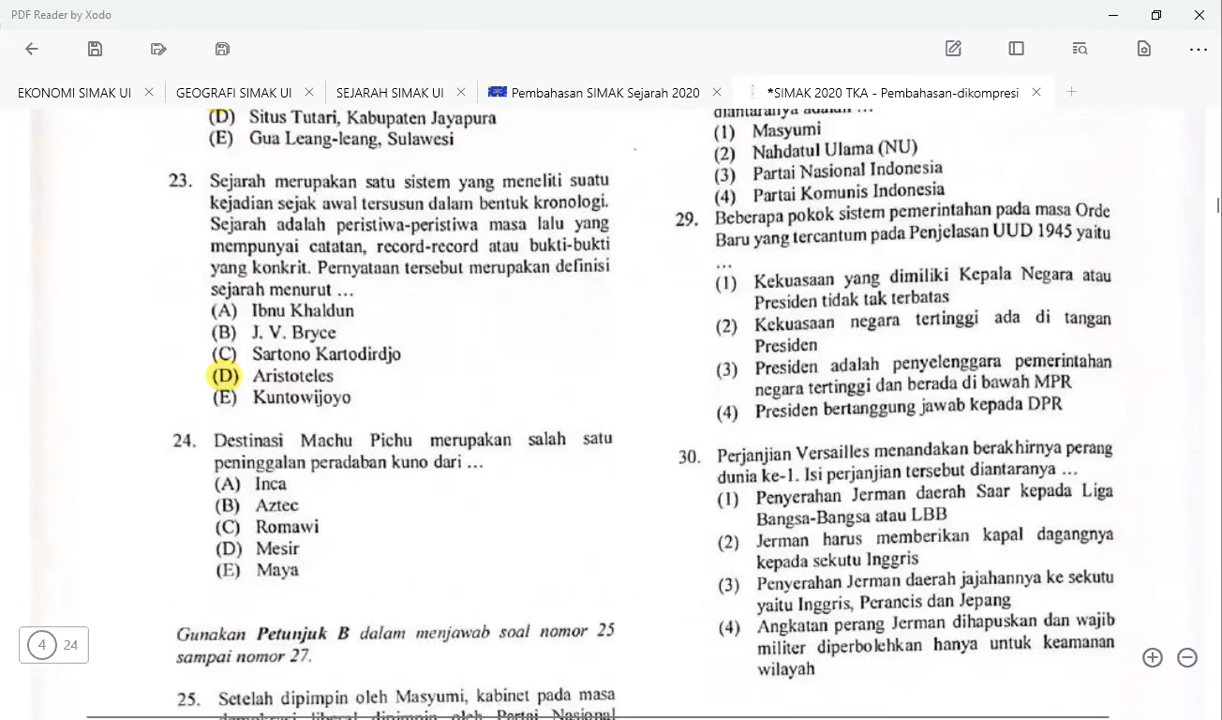 PDF Reader by Xodo
EKONOMI SIMAK UI
GEOGRAFI SIMAK UI
SEJARAH SIMAK UI
Pembahasan SIMAK Sejarah 2020
*SIMAK 2020 TKA - Pembahasan-dikompresi
(D) Situs Tutari, Kabupaten Jayapura
(E) Gua Leang-leang, Sulawesi
23. Sejarah merupakan satu sistem yang meneliti suatu
kejadian sejak awal tersusun dalam bentuk kronologi.
Sejarah adalah peristiwa-peristiwa masa lalu yang
mempunyai catatan, record-record atau bukti-bukti
yang konkrit. Pernyataan tersebut merupakan definisi
sejarah menurut ...
(A) Ibnu Khaldun
(B) J. V. Bryce
(C) Sartono Kartodirdjo
(D) Aristoteles
(E) Kuntowijoyo
24. Destinasi Machu Pichu merupakan salah satu
peninggalan peradaban kuno dari ...
(A) Inca
(B) Aztec
(C) Romawi
(D) Mesir
(E) Maya
Gunakan Petunjuk B dalam menjawab soal nomor 25
sampai nomor 27.
25. Setelah dipimpin oleh Masyumi, kabinet pada masa
demokrasi liberal dipimpin oleh Partai Nasional
diantaranya adalah ...
(1) Masyumi
(2) Nahdatul Ulama (NU)
(3) Partai Nasional Indonesia
(4) Partai Komunis Indonesia
29. Beberapa pokok sistem pemerintahan pada masa Orde
Baru yang tercantum pada Penjelasan UUD 1945 yaitu
...
(1) Kekuasaan yang dimiliki Kepala Negara atau
Presiden tidak tak terbatas
(2) Kekuasaan negara tertinggi ada di tangan
Presiden
(3) Presiden adalah penyelenggara pemerintahan
negara tertinggi dan berada di bawah MPR
(4) Presiden bertanggung jawab kepada DPR
30. Perjanjian Versailles menandakan berakhirnya perang
dunia ke-1. Isi perjanjian tersebut diantaranya ...
(1) Penyerahan Jerman daerah Saar kepada Liga
Bangsa-Bangsa atau LBB
(2) Jerman harus memberikan kapal dagangnya
kepada sekutu Inggris
(3) Penyerahan Jerman daerah jajahannya ke sekutu
yaitu Inggris, Perancis dan Jepang
(4) Angkatan perang Jerman dihapuskan dan wajib
militer diperbolehkan hanya untuk keamanan
wilayah
4 24